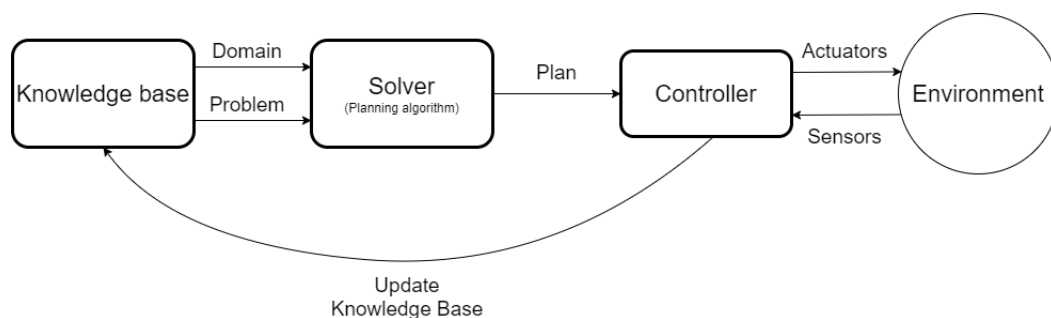 Domain
Knowledge base
Problem
Solver
(Planning algorithm)
Plan
Controller
Actuators
Environment
Sensors
Update
Knowledge Base